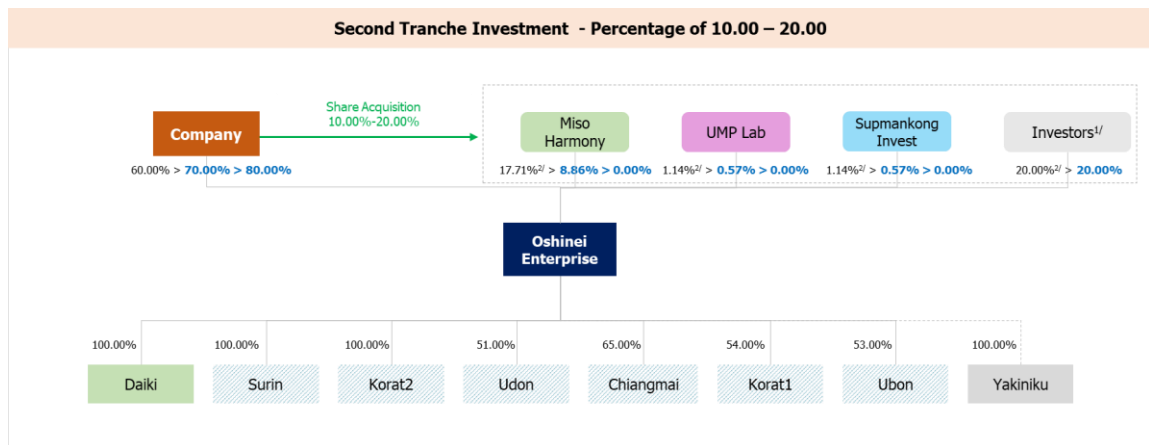 Second Tranche Investment - Percentage of 10.00 – 20.00
Share Acquisition
10.00%-20.00%
Company
Miso
Harmony
UMP Lab
Supmankong
Invest
Investors1/
60.00% > 70.00% > 80.00%
17.71%2/ > 8.86% > 0.00%
1.14%2/ > 0.57% > 0.00%
1.14%2/ > 0.57% > 0.00%
20.00%2/ > 20.00%
Oshinei
Enterprise
100.00%
100.00%
100.00%
51.00%
65.00%
54.00%
53.00%
100.00%
Daiki
Surin
Korat2
Udon
Chiangmai
Korat1
Ubon
Yakiniku